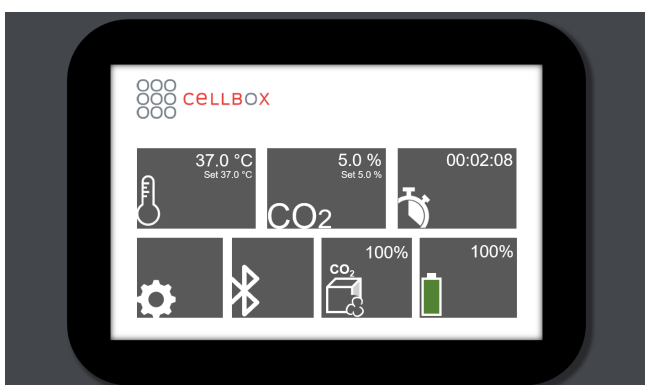 CELLBOX
37.0 °C
Set 37.0 °C
5.0 %
Set 5.0 %
CO2
00:02:08
100%
CO2
100%